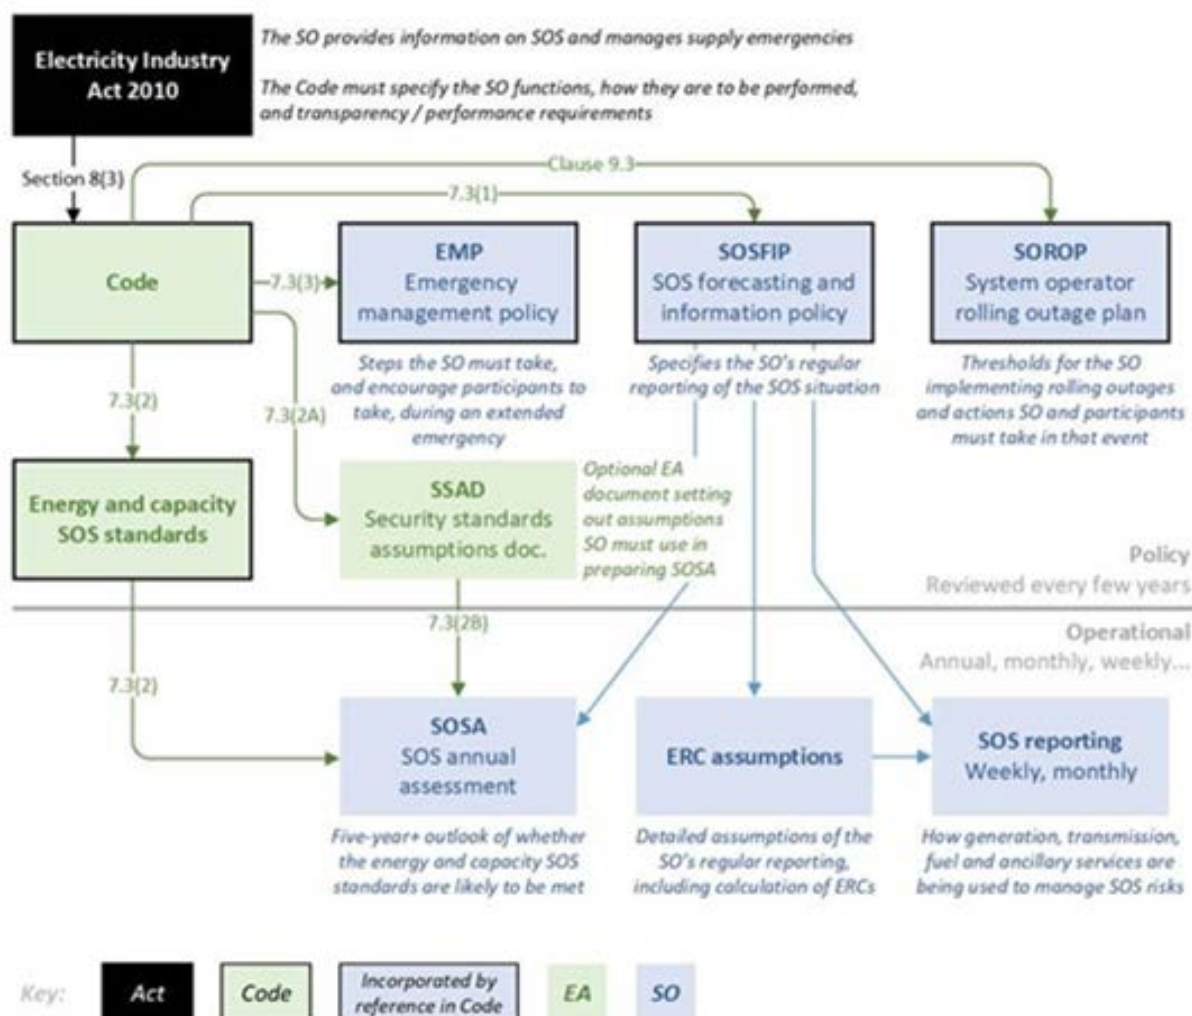 Electricity Industry
Act 2010
The SO provides information on SOS and manages supply emergencies
The Code must specify the SO functions, how they are to be performed,
and transparency / performance requirements
Section 8(3)
Clause 9.3
7.3(1)
Code
7.3(3)
EMP
Emergency
management policy
SOSFIP
SOS forecasting and
information policy
SOROP
System operator
rolling outage plan
Steps the SO must take,
and encourage participants to
take, during an extended
emergency
Specifies the SO's regular
reporting of the SOS situation
Thresholds for the SO
implementing rolling outages
and actions SO and participants
must take in that event
7.3(2)
7.3(2A)
Energy and capacity
SOS standards
SSAD
Security standards
assumptions doc.
Optional EA
document setting
out assumptions
SO must use in
preparing SOSA
Policy
Reviewed every few years
7.3(2B)
Operational
Annual, monthly, weekly...
7.3(2)
SOSA
SOS annual
assessment
ERC assumptions
SOS reporting
Weekly, monthly
Five-year+ outlook of whether
the energy and capacity SOS
standards are likely to be met
Detailed assumptions of the
SO's regular reporting,
including calculation of ERCs
How generation, transmission,
fuel and ancillary services are
being used to manage SOS risks
Key:
Act
Code
Incorporated by
reference in Code
EA
SO